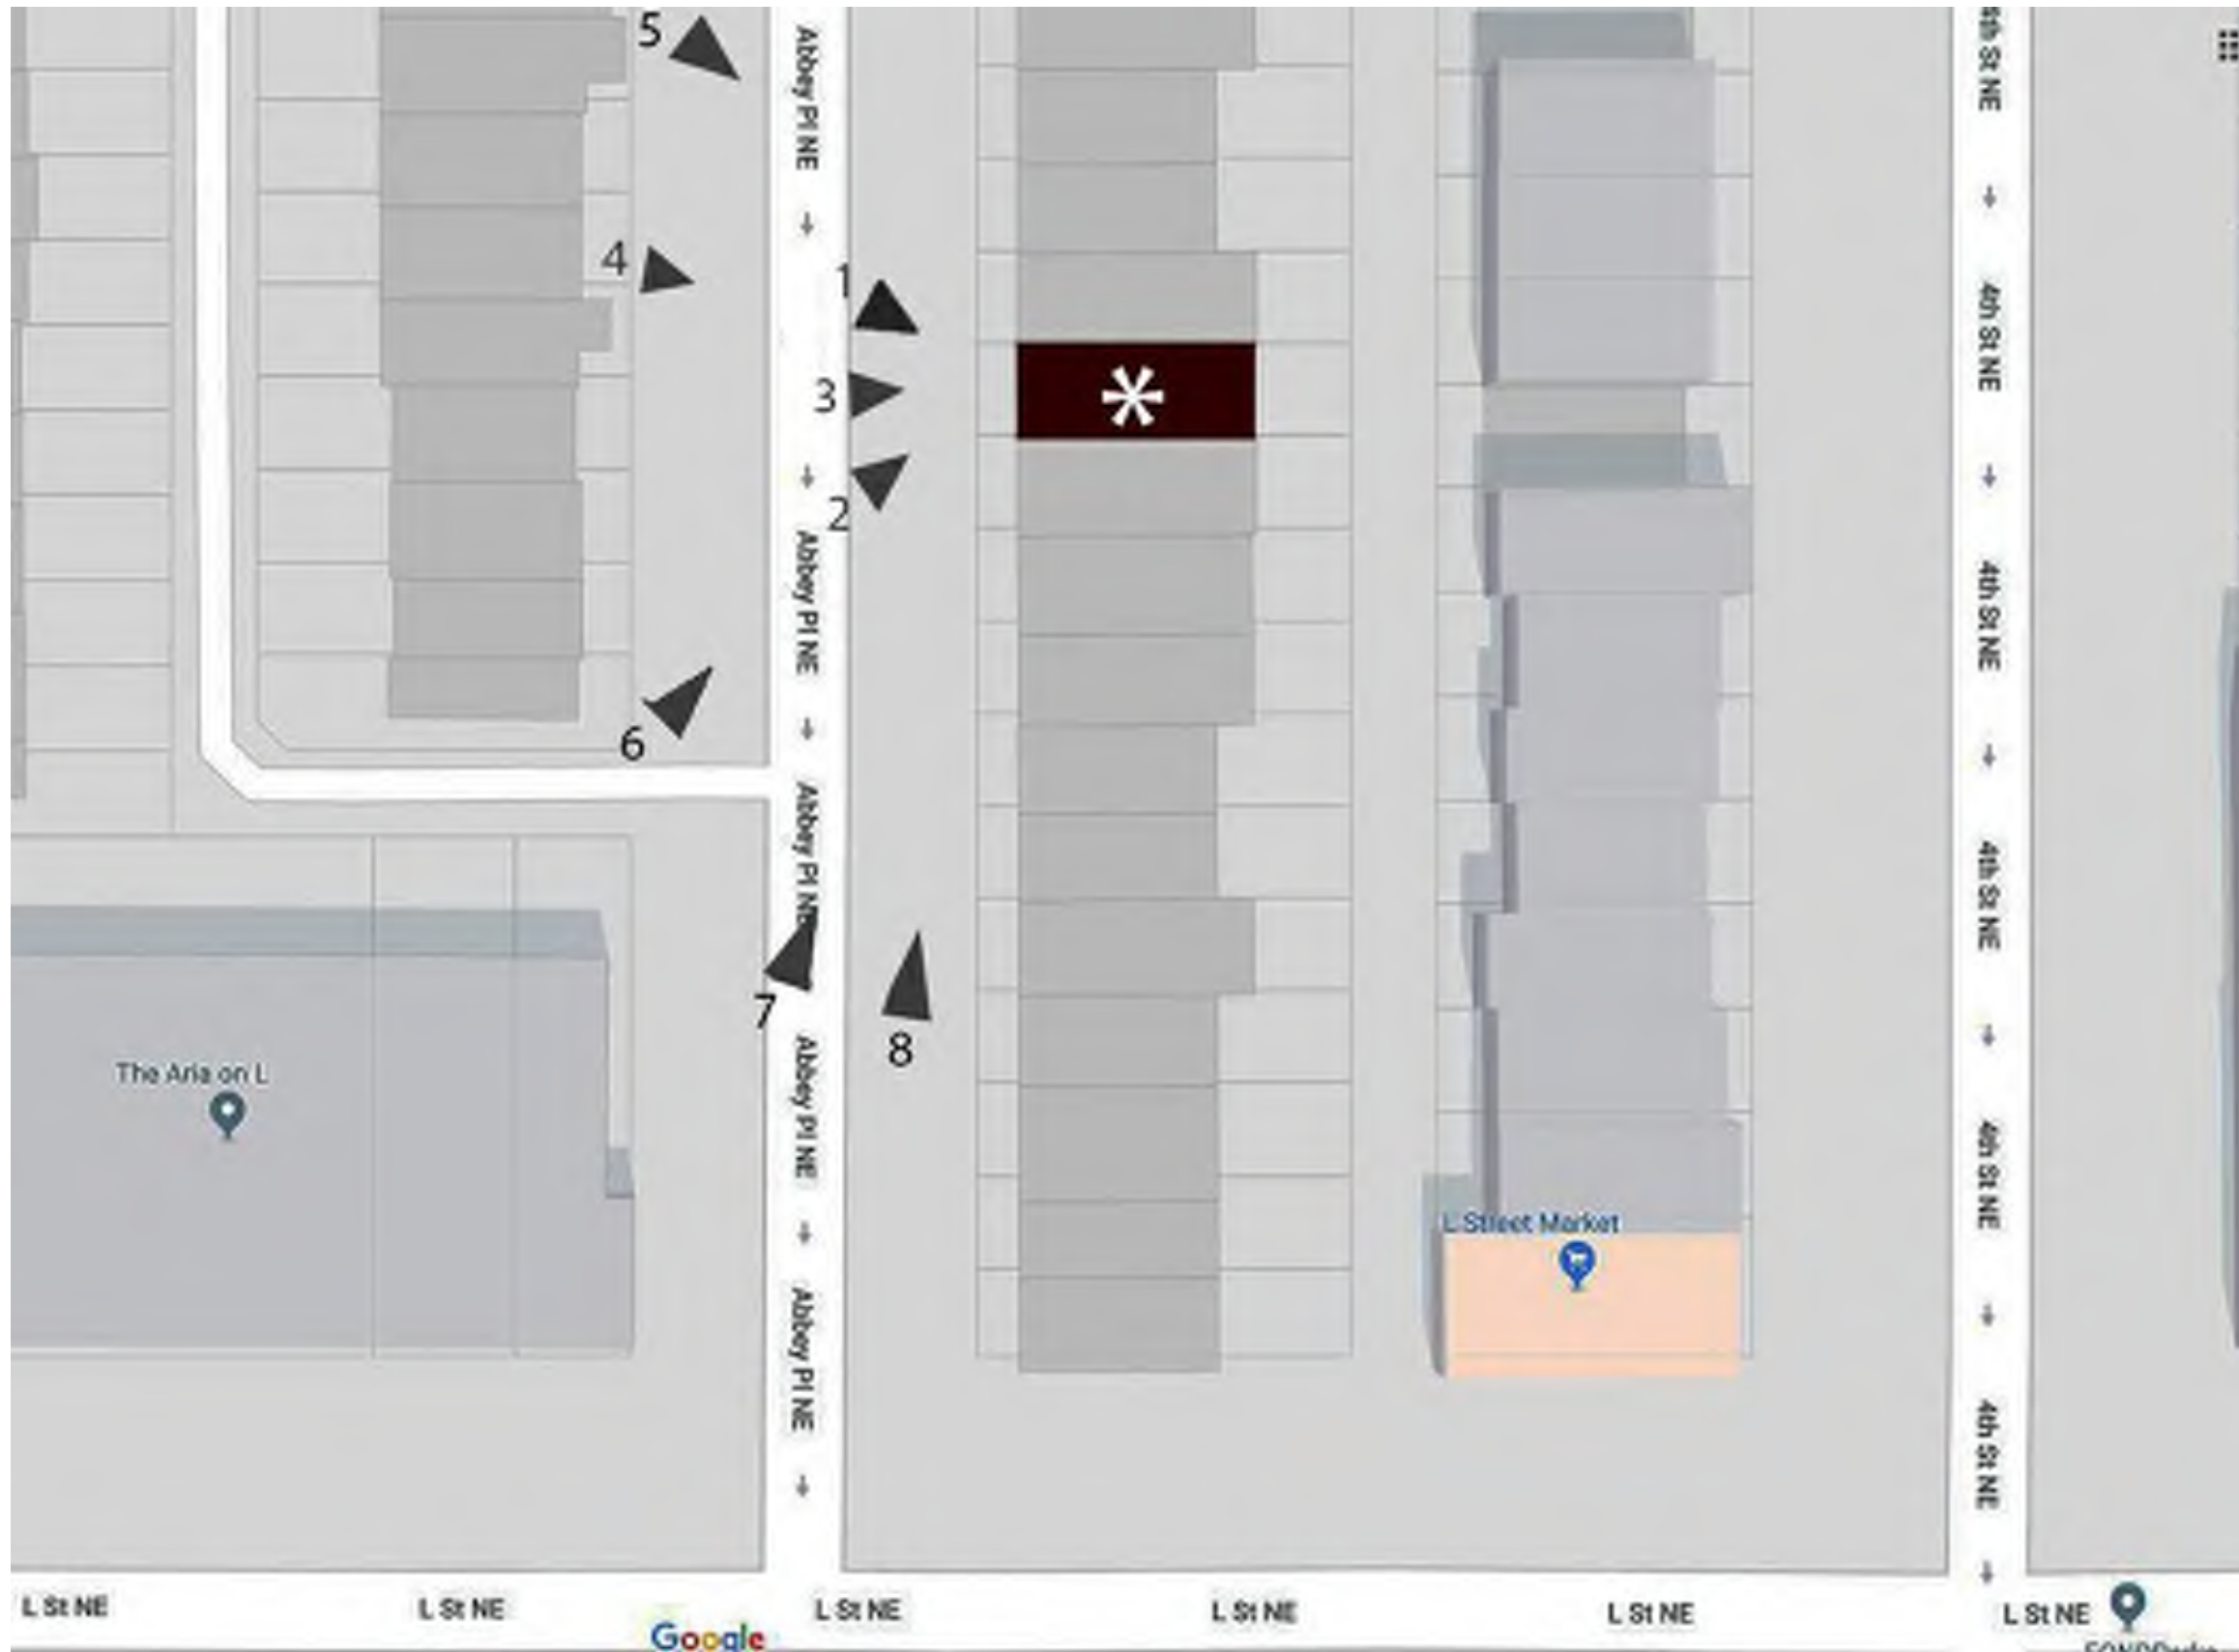 5
Abbey Pl NE
4th St NE
4
1
4th St NE
3
*
2
Abbey Pl NE
4th St NE
6
Abbey Pl NE
4th St NE
7
8
Abbey Pl NE
The Aria on L
4th St NE
L Street Market
Abbey Pl NE
4th St NE
L St NE
L St NE
L St NE
L St NE
L St NE
L St NE
Google